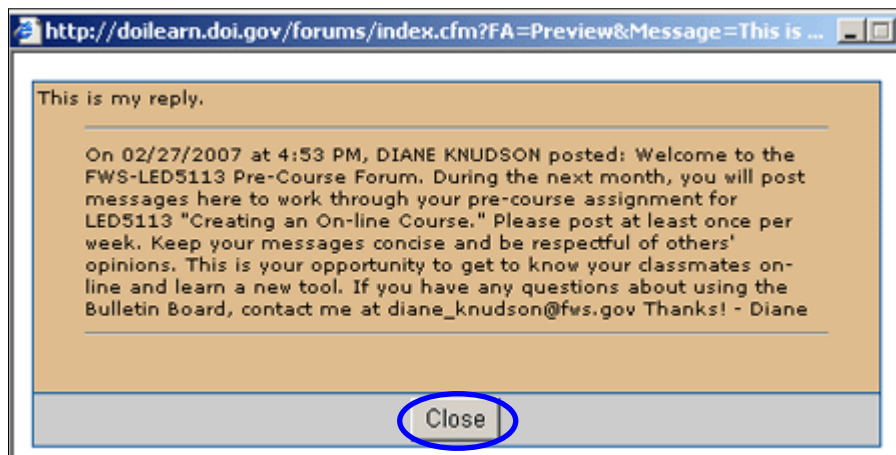 http://doilearn.doi.gov/forums/index.cfm?FA=Preview&Message=This is ...
This is my reply.
On 02/27/2007 at 4:53 PM, DIANE KNUDSON posted: Welcome to the
FWS-LED5113 Pre-Course Forum. During the next month, you will post
messages here to work through your pre-course assignment for
LED5113 "Creating an On-line Course." Please post at least once per
week. Keep your messages concise and be respectful of others'
opinions. This is your opportunity to get to know your classmates on-
line and learn a new tool. If you have any questions about using the
Bulletin Board, contact me at diane_knudson@fws.gov Thanks! - Diane
Close